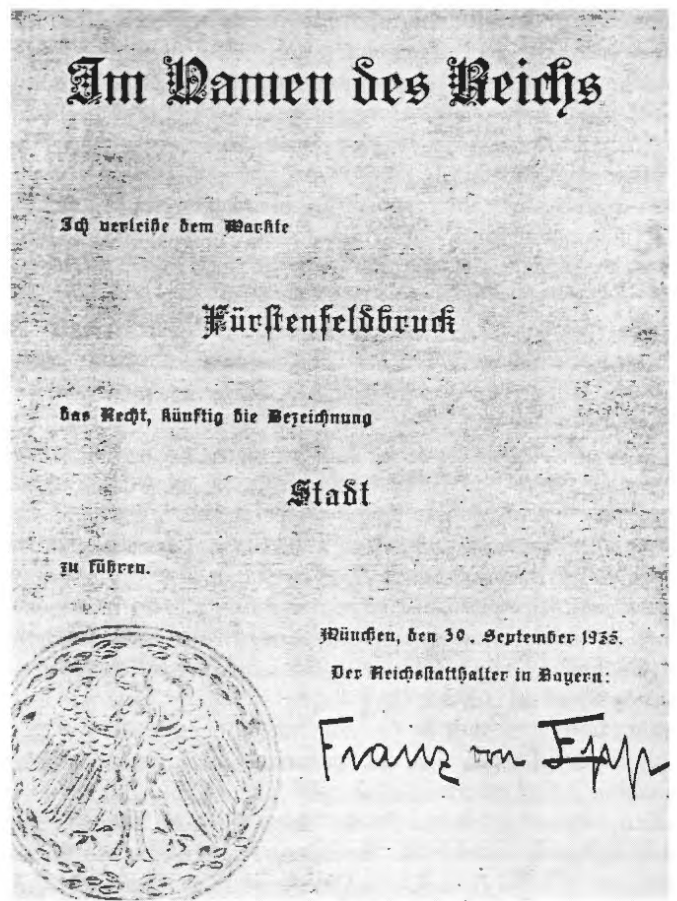 Im Namen des Reichs
Ich verleihe dem Markte
Fürstenfeldbruck
das Recht, künftig die Bezeichnung
Stadt
zu führen.
München, den 30. September 1935.
Der Reichsstatthalter in Bayern:
Franz von Epp